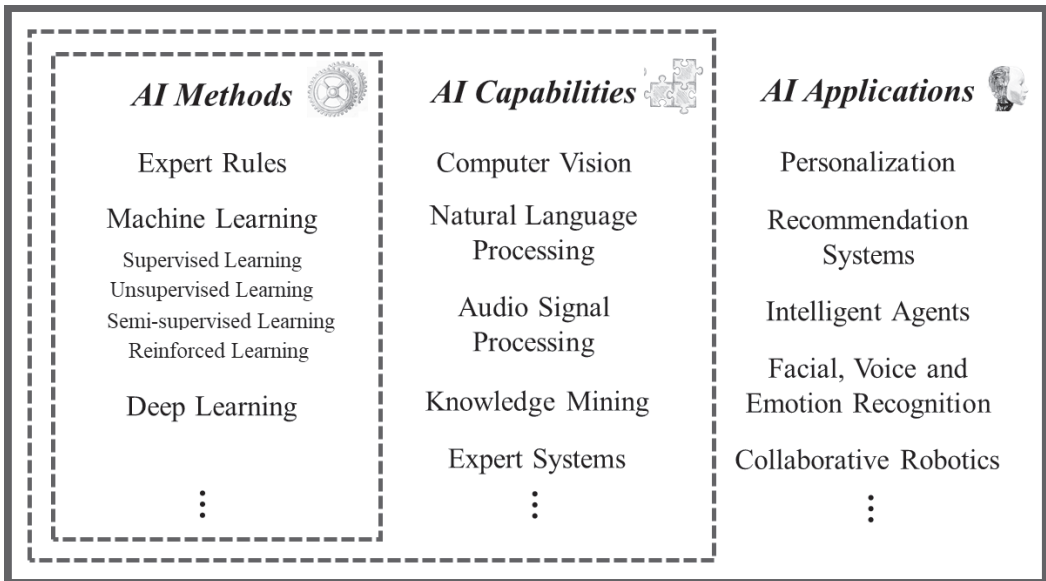 AI Methods
Expert Rules
Machine Learning
Supervised Learning
Unsupervised Learning
Semi-supervised Learning
Reinforced Learning
Deep Learning
⋮
AI Capabilities
Computer Vision
Natural Language
Processing
Audio Signal
Processing
Knowledge Mining
Expert Systems
⋮
AI Applications
Personalization
Recommendation
Systems
Intelligent Agents
Facial, Voice and
Emotion Recognition
Collaborative Robotics
⋮